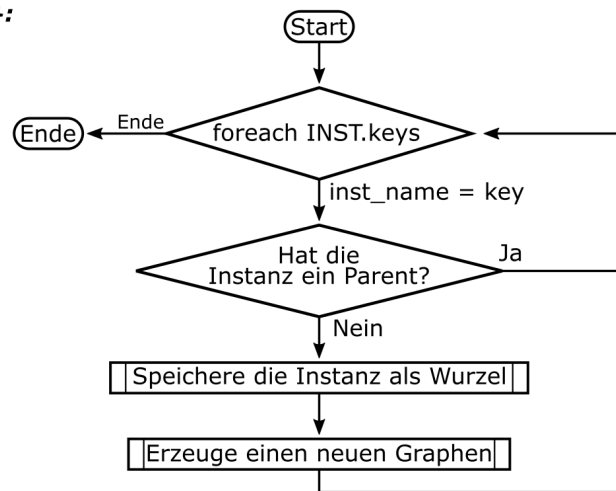 Start
Ende
Ende
foreach INST.keys
inst_name = key
Hat die
Instanz ein Parent?
Ja
Nein
Speichere die Instanz als Wurzel
Erzeuge einen neuen Graphen